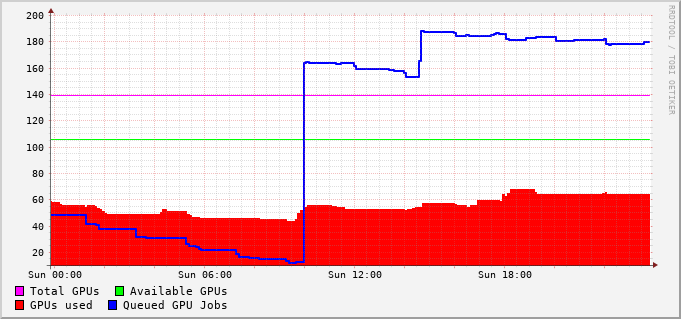 200
180
160
140
120
100
80
60
40
20
Sun 00:00 Sun 06:00 Sun 12:00 Sun 18:00
Total GPUs Available GPUs
GPUs used Queued GPU Jobs
RRDTOOL / TOBI OETIKER